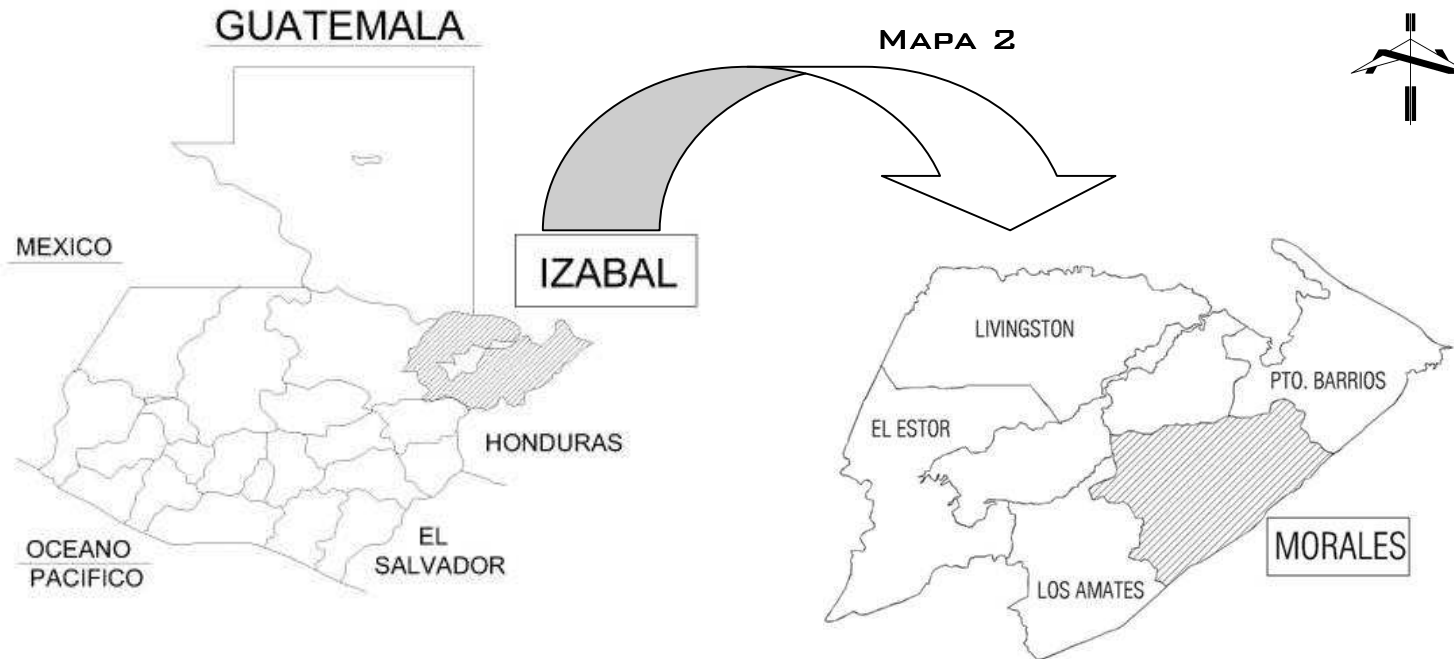 GUATEMALA
MAPA 2
MEXICO
IZABAL
HONDURAS
EL
SALVADOR
OCEANO
PACIFICO
LIVINGSTON
PTO. BARRIOS
EL ESTOR
MORALES
LOS AMATES